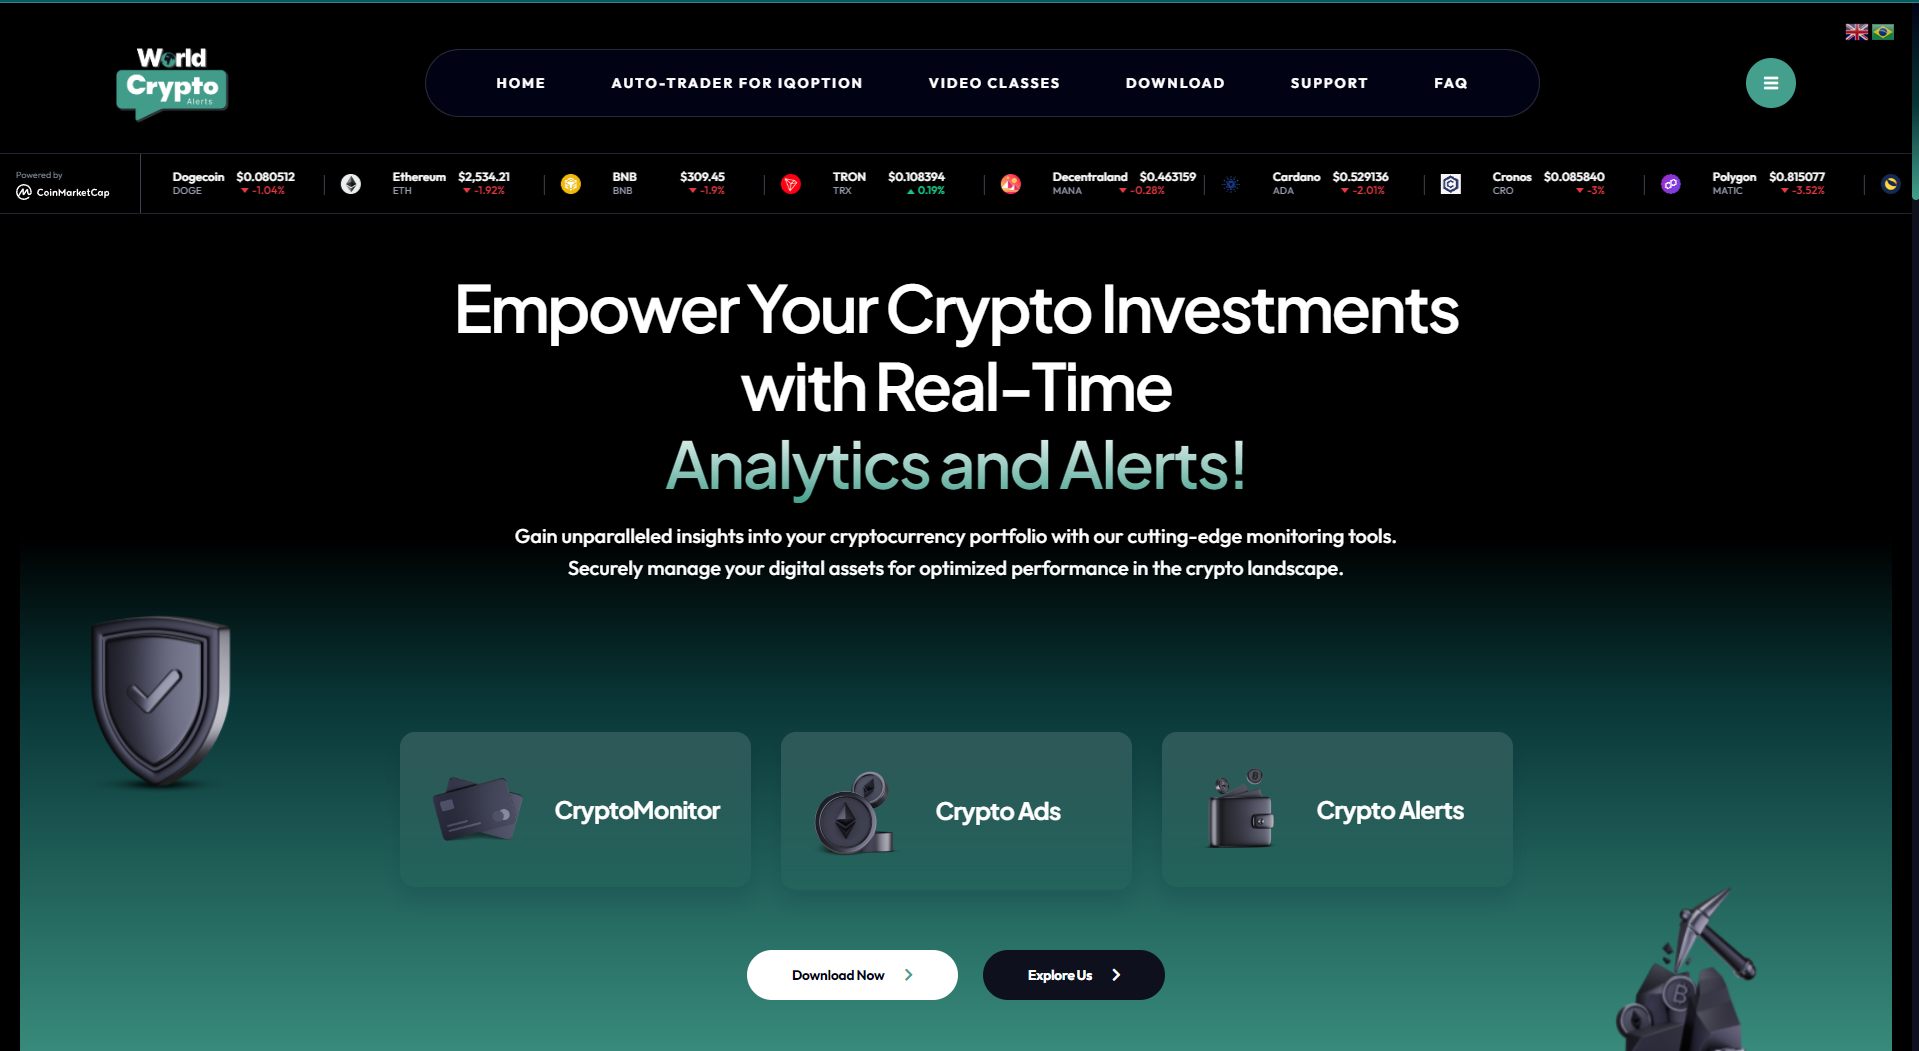 World
Crypto
Alerts
HOME
AUTO-TRADER FOR IQOPTION
VIDEO CLASSES
DOWNLOAD
SUPPORT
FAQ
Powered by
CoinMarketCap
Dogecoin $0.080512
DOGE -1.04%
Ethereum $2,534.21
ETH -1.92%
BNB $309.45
BNB -1.9%
TRON $0.108394
TRX 0.19%
Decentraland $0.463159
MANA -0.28%
Cardano $0.529136
ADA -2.01%
Cronos $0.085840
CRO -3%
Polygon $0.815077
MATIC -3.52%
Empower Your Crypto Investments
with Real-Time
Analytics and Alerts!
Gain unparalleled insights into your cryptocurrency portfolio with our cutting-edge monitoring tools.
Securely manage your digital assets for optimized performance in the crypto landscape.
CryptoMonitor
Crypto Ads
Crypto Alerts
Download Now
Explore Us